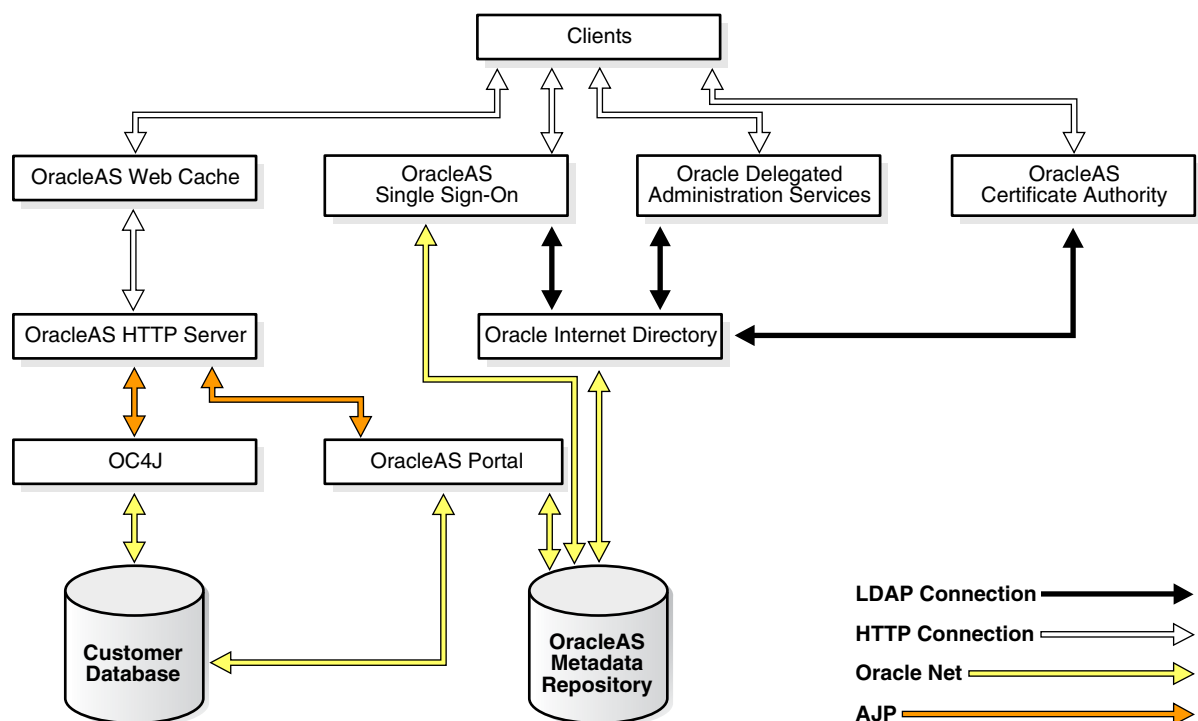 Clients
OracleAS Web Cache
OracleAS
Single Sign-On
Oracle Delegated
Administration Services
OracleAS
Certificate Authority
OracleAS HTTP Server
Oracle Internet Directory
OC4J
OracleAS Portal
Customer
Database
OracleAS
Metadata
Repository
LDAP Connection
HTTP Connection
Oracle Net
AJP